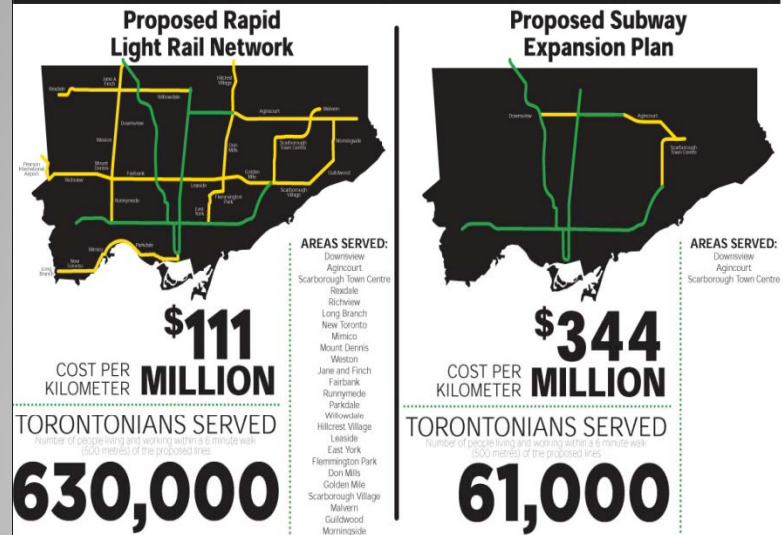 Proposed Rapid
Light Rail Network
Jane &
Finch
Hillcrest
Village
Rexdale
Willowdale
Malvern
Agincourt
Downsview
Weston
Don
Mills
Scarborough
Town Centre
Morningside
Pearson
International
Airport
Mount
Dennis
Richview
Fairbank
Golden
Mile
Leaside
Guildwood
Scarborough
Village
Runnymede
Flemmington
Park
East
York
Mimico
Parkdale
New
Toronto
Long
Branch
$111
MILLION
COST PER
KILOMETER
TORONTONIANS SERVED
Number of people living and working within a 6 minute walk
(500 metres) of the proposed lines
630,000
AREAS SERVED:
Downsview
Agincourt
Scarborough Town Centre
Rexdale
Richview
Long Branch
New Toronto
Mimico
Mount Dennis
Weston
Jane and Finch
Fairbank
Runnymede
Parkdale
Willowdale
Hillcrest Village
Leaside
East York
Flemmington Park
Don Mills
Golden Mile
Scarborough Village
Malvern
Guildwood
Morningside
Proposed Subway
Expansion Plan
Downsview
Agincourt
Scarborough
Town Centre
$344
MILLION
COST PER
KILOMETER
TORONTONIANS SERVED
Number of people living and working within a 6 minute walk
(500 metres) of the proposed lines
61,000
AREAS SERVED:
Downsview
Agincourt
Scarborough Town Centre